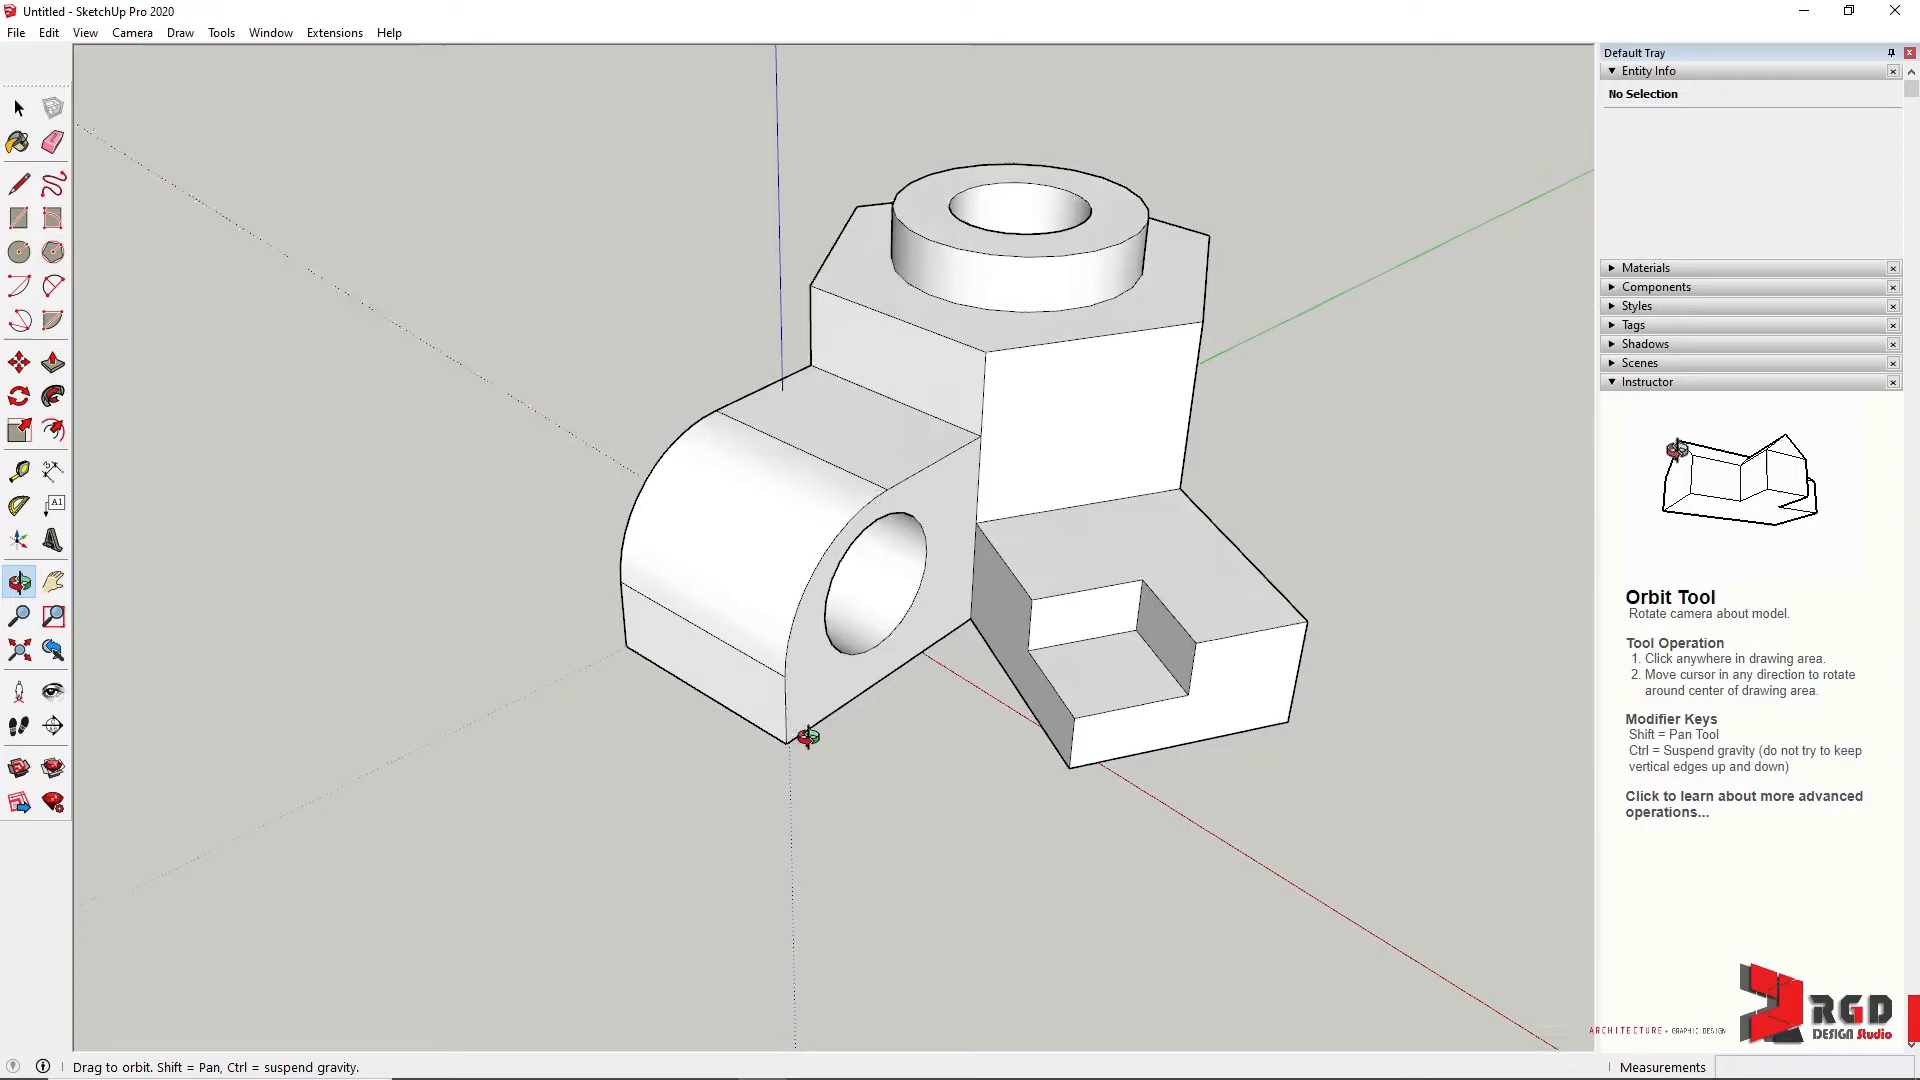 Untitled - SketchUp Pro 2020
File Edit View Camera Draw Tools Window Extensions Help
Default Tray
Entity Info
No Selection
Materials
Components
Styles
Tags
Shadows
Scenes
Instructor
Orbit Tool
Rotate camera about model.
Tool Operation
1. Click anywhere in drawing area.
2. Move cursor in any direction to rotate
around center of drawing area.
Modifier Keys
Shift = Pan Tool
Ctrl = Suspend gravity (do not try to keep
vertical edges up and down)
Click to learn about more advanced
operations...
A1
RGD
DESIGN Studio
ARCHITECTURE + GRAPHIC DESIGN
Drag to orbit. Shift = Pan, Ctrl = suspend gravity.
Measurements